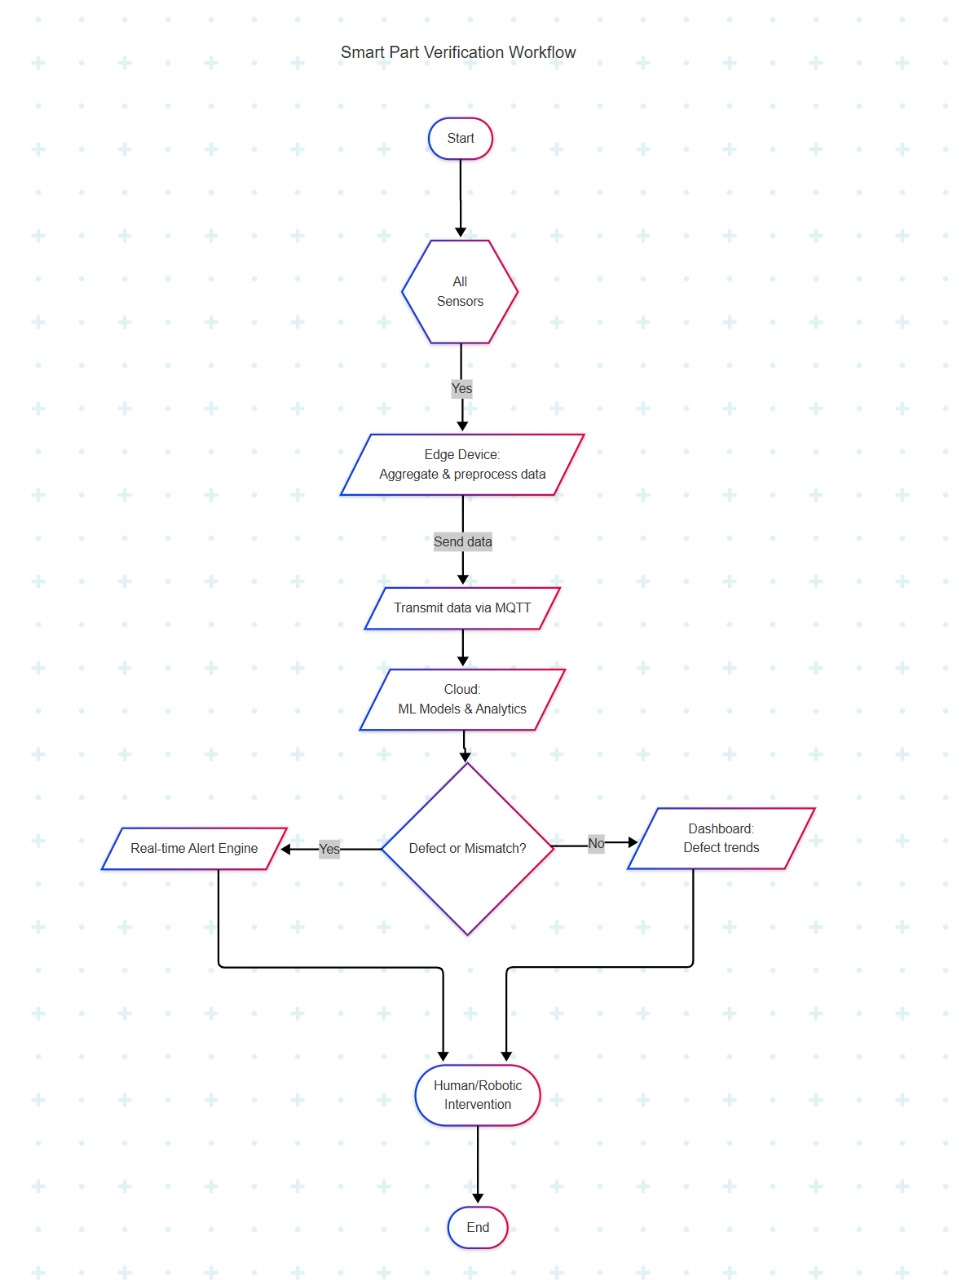 Smart Part Verification Workflow
Start
All
Sensors
Yes
Edge Device:
Aggregate & preprocess data
Send data
Transmit data via MQTT
Cloud:
ML Models & Analytics
Defect or Mismatch?
Yes
Real-time Alert Engine
No
Dashboard:
Defect trends
Human/Robotic
Intervention
End